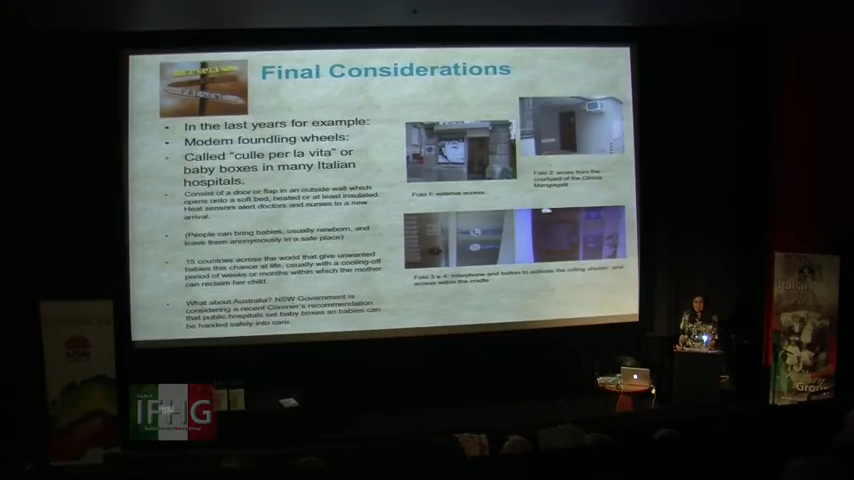 PRESENT
Final Considerations
In the last years for example:
Modern foundling wheels:
Called “culle per la vita” or
baby boxes in many Italian
hospitals.
Consist of a door or flap in an outside wall which
opens onto a soft bed, heated or at least insulated.
Heat sensors alert doctors and nurses to a new
arrival.
(People can bring babies, usually newborn, and
leave them anonymously in a safe place)
15 countries across the world that give unwanted
babies this chance at life, usually with a cooling-off
period of weeks or months within which the mother
can reclaim her child.
What about Australia? NSW Government is
considering a recent Coroner's recommendation
that public hospitals set baby boxes so babies can
be handed safely into care.
Foto 1: external access
Foto 2: acces from the
courtyard of the Clinica
Mangiagalli
Foto 3 e 4: Interphone and button to activate the rolling shutter and
access within the cradle
NSW
IFHG
Italian